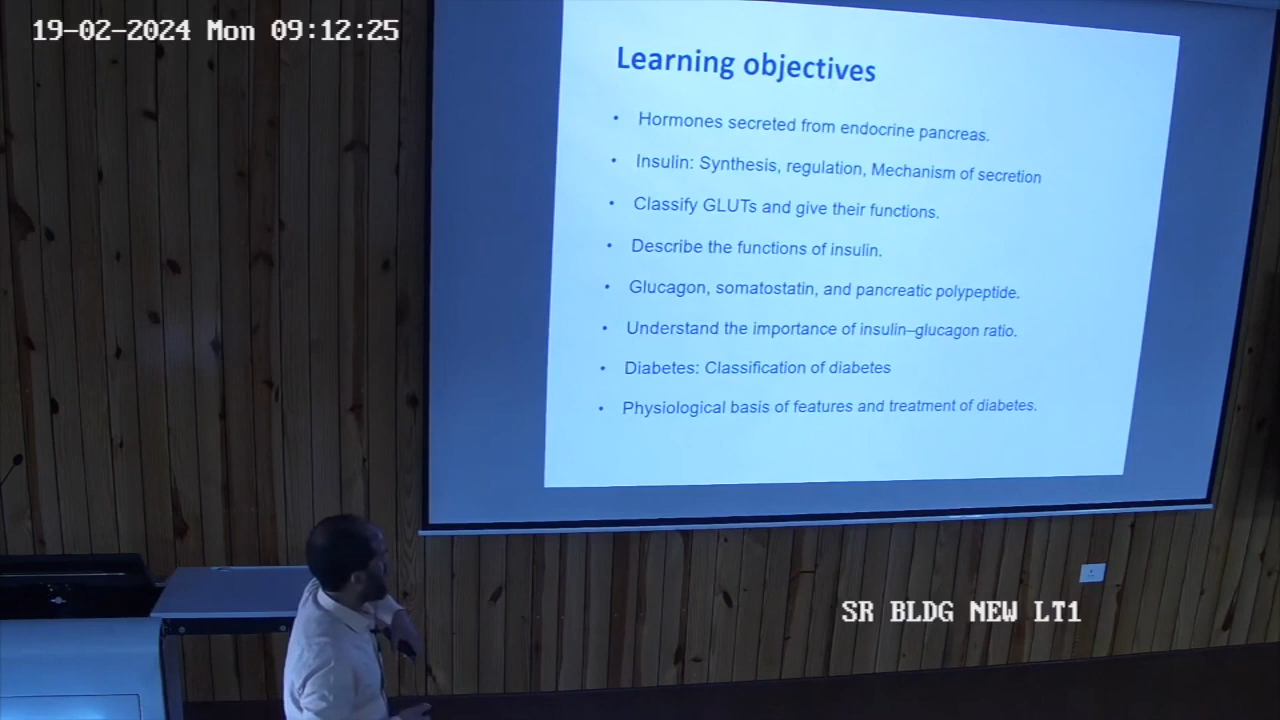 19-02-2024 Mon 09:12:25
Learning objectives
• Hormones secreted from endocrine pancreas.
• Insulin: Synthesis, regulation, Mechanism of secretion
• Classify GLUTs and give their functions.
• Describe the functions of insulin.
• Glucagon, somatostatin, and pancreatic polypeptide.
• Understand the importance of insulin–glucagon ratio.
• Diabetes: Classification of diabetes
• Physiological basis of features and treatment of diabetes.
SR BLDG NEW LT1